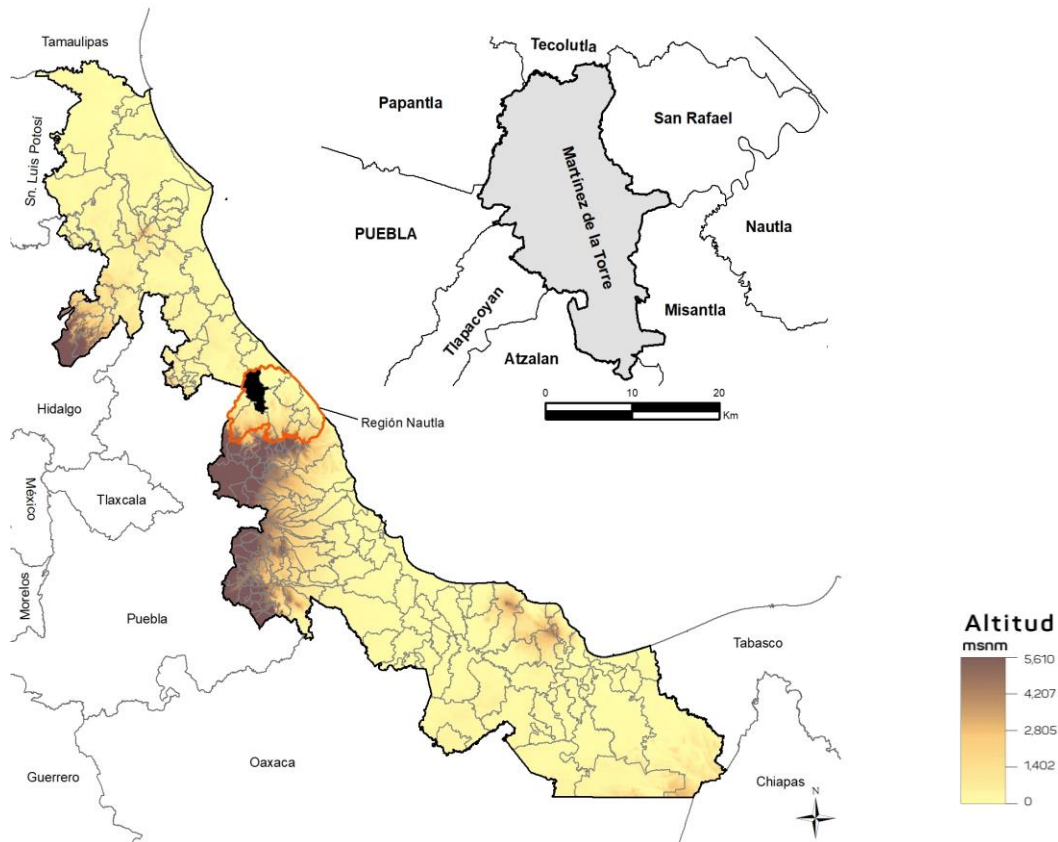 Tamaulipas
Sn. Luis Potosí
Hidalgo
México
Tlaxcala
Morelos
Puebla
Guerrero
Oaxaca
Región Nautla
Tabasco
Chiapas
Tecolutla
Papantla
San Rafael
Martínez de la Torre
PUEBLA
Nautla
Tlapacoyan
Misantla
Atzalan
0 10 20
Km
Altitud
msnm
5,610
4,207
2,805
1402
0
N